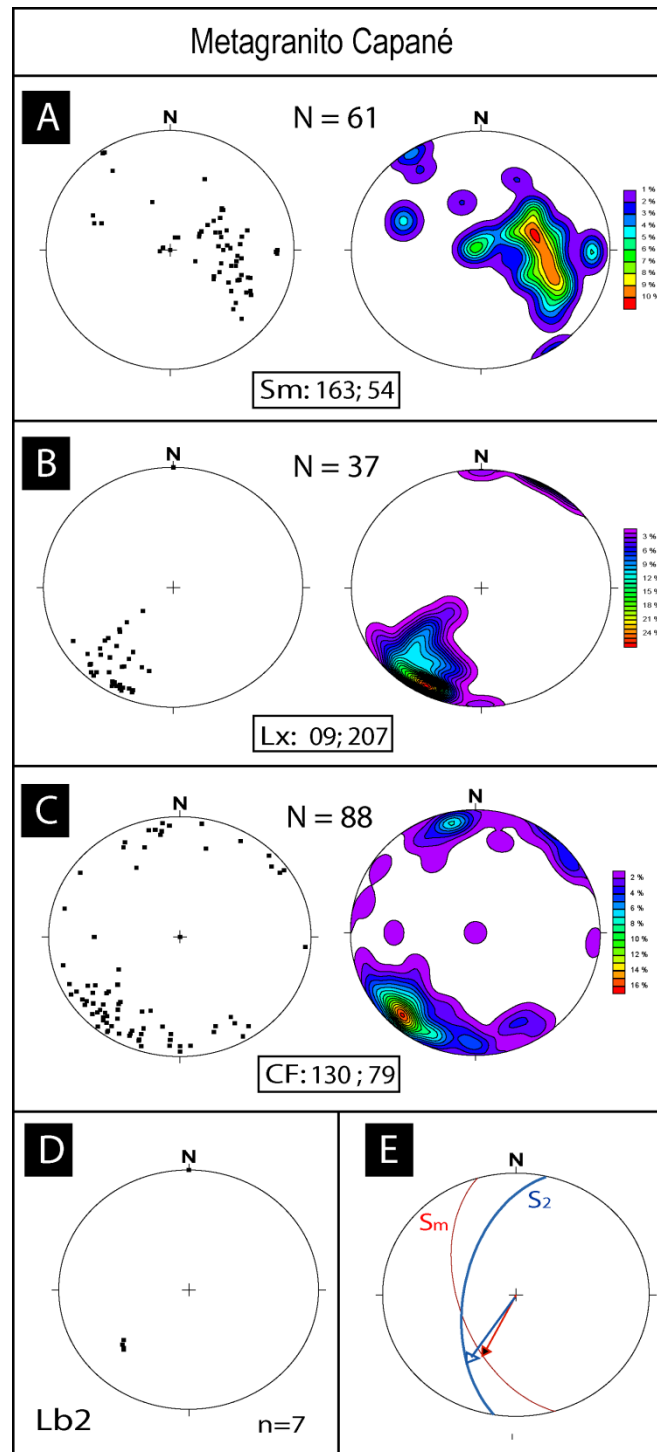 Metagranito Capané
A
N
N = 61
N
1 %
2 %
3 %
4 %
5 %
6 %
7 %
8 %
9 %
10 %
Sm: 163; 54
B
N
N = 37
N
3 %
6 %
9 %
12 %
15 %
18 %
21 %
24 %
Lx: 09; 207
C
N
N = 88
N
2 %
4 %
6 %
8 %
10 %
12 %
14 %
16 %
CF: 130 ; 79
D
N
Lb2
n=7
E
N
Sm
S2